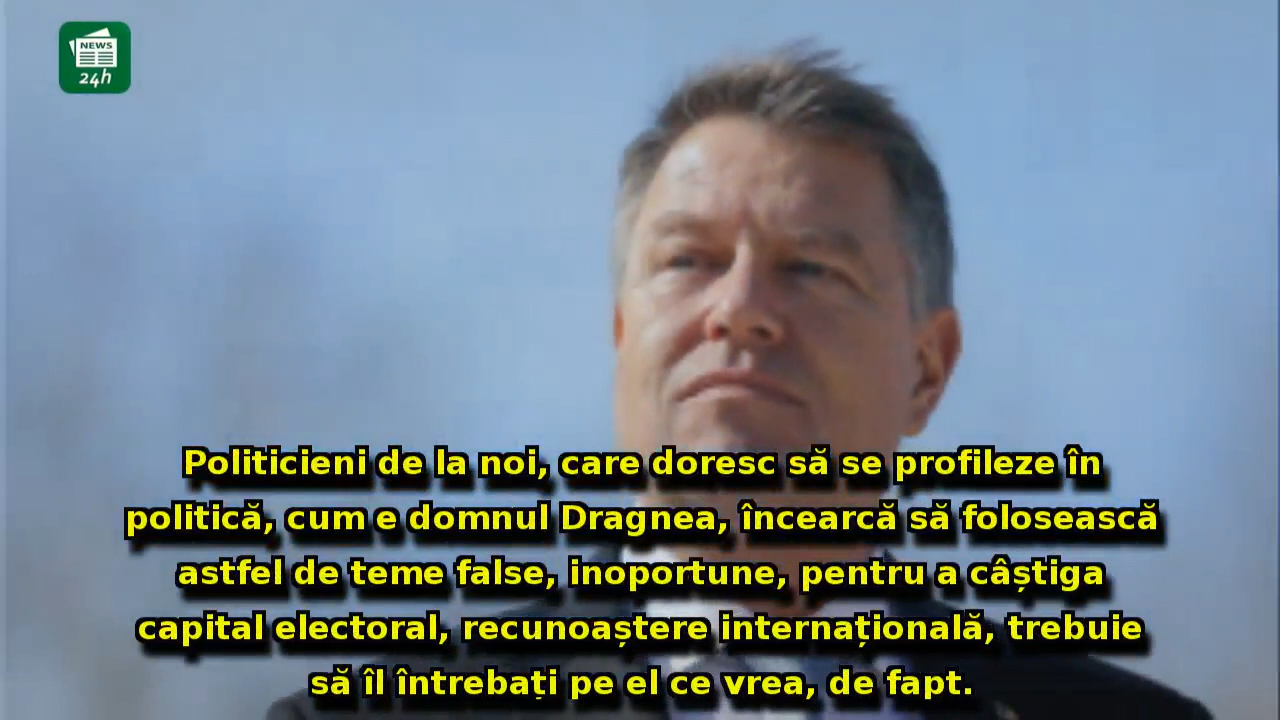 NEWS
24h
Politicieni de la noi, care doresc să se profileze în
politică, cum e domnul Dragnea, încearcă să folosească
astfel de teme false, inoportune, pentru a câștiga
capital electoral, recunoaștere internațională, trebuie
să îl întrebați pe el ce vrea, de fapt.